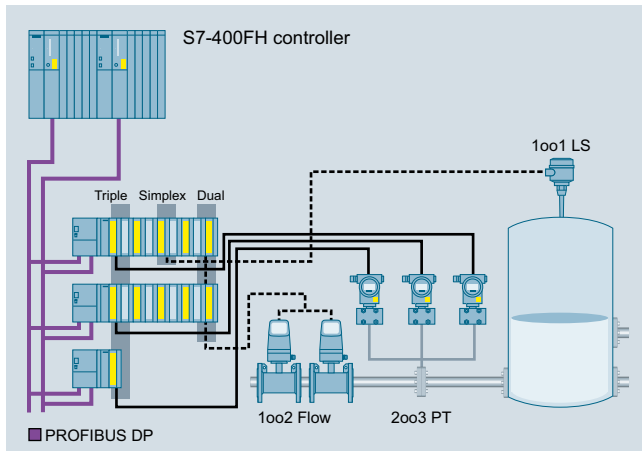 S7-400FH controller
1oo1 LS
Triple Simplex Dual
1oo2 Flow
2oo3 PT
PROFIBUS DP